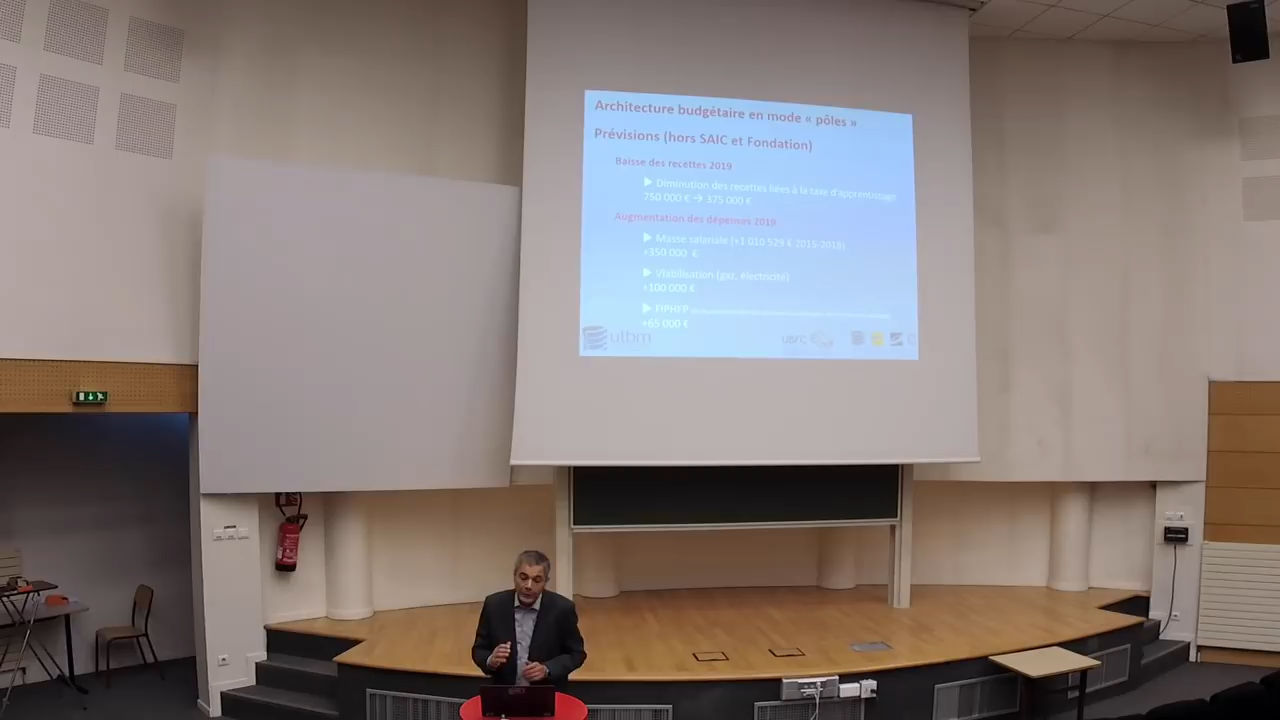 Architecture budgétaire en mode « pôles »
Prévisions (hors SAIC et Fondation)
Baisse des recettes 2019
▶ Diminution des recettes liées à la taxe d'apprentissage
750 000 € → 375 000 €
Augmentation des dépenses 2019
▶ Masse salariale (+1 010 529 € 2015-2018)
+350 000 €
▶ Viabilisation (gaz, électricité)
+100 000 €
▶ FIPHFP
+65 000 €
utbm